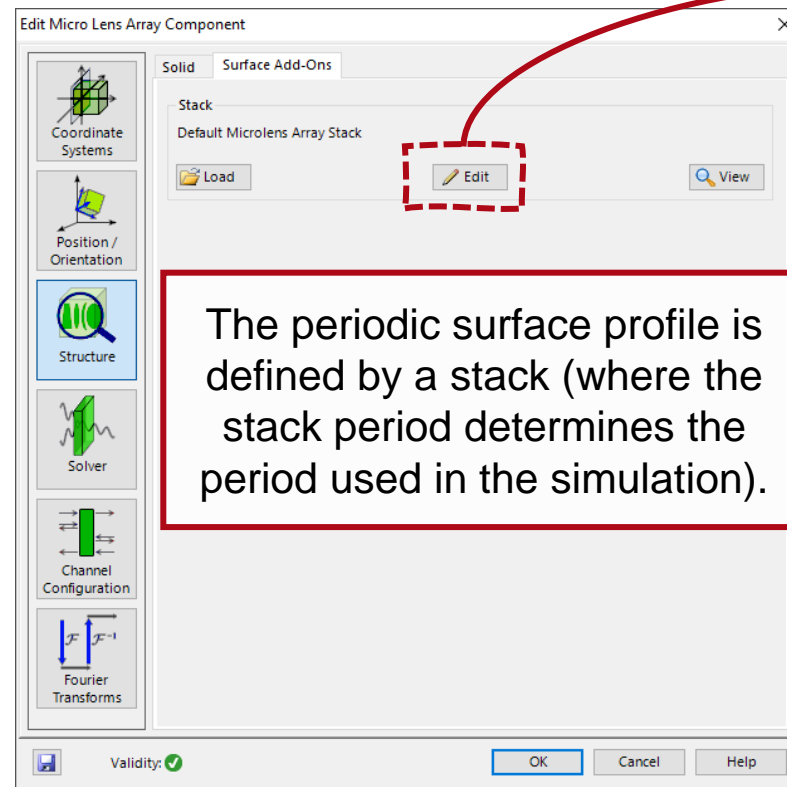 Edit Micro Lens Array Component
Solid Surface Add-Ons
Stack
Default Microlens Array Stack
Load Edit View
Coordinate
Systems
Position /
Orientation
Structure
Solver
Channel
Configuration
ℱ ℱ⁻¹
Fourier
Transforms
The periodic surface profile is
defined by a stack (where the
stack period determines the
period used in the simulation).
Validity: OK Cancel Help